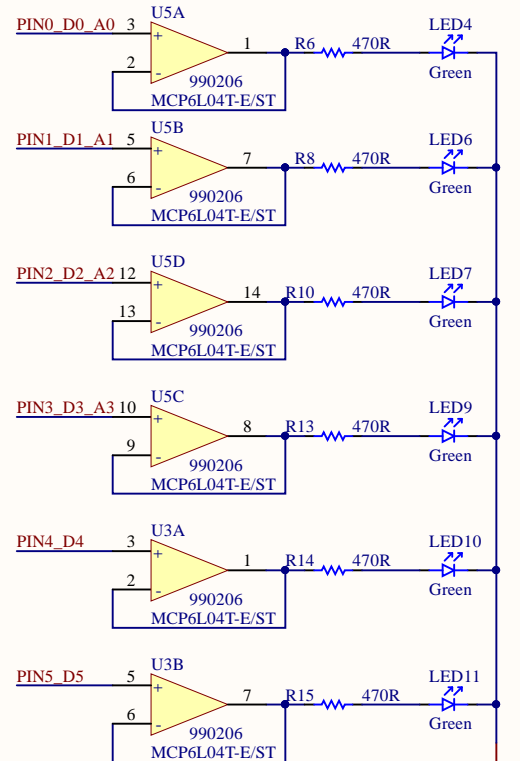 U5A
LED4
PIN0_D0_A0 3 + 1 R6 470R
2 -
Green
990206
MCP6L04T-E/ST
U5B
LED6
PIN1_D1_A1 5 + 7 R8 470R
6 -
Green
990206
MCP6L04T-E/ST
U5D
LED7
PIN2_D2_A2 12 + 14 R10 470R
13 -
Green
990206
MCP6L04T-E/ST
U5C
LED9
PIN3_D3_A3 10 + 8 R13 470R
9 -
Green
990206
MCP6L04T-E/ST
U3A
LED10
PIN4_D4 3 + 1 R14 470R
2 -
Green
990206
MCP6L04T-E/ST
U3B
LED11
PIN5_D5 5 + 7 R15 470R
6 -
Green
990206
MCP6L04T-E/ST